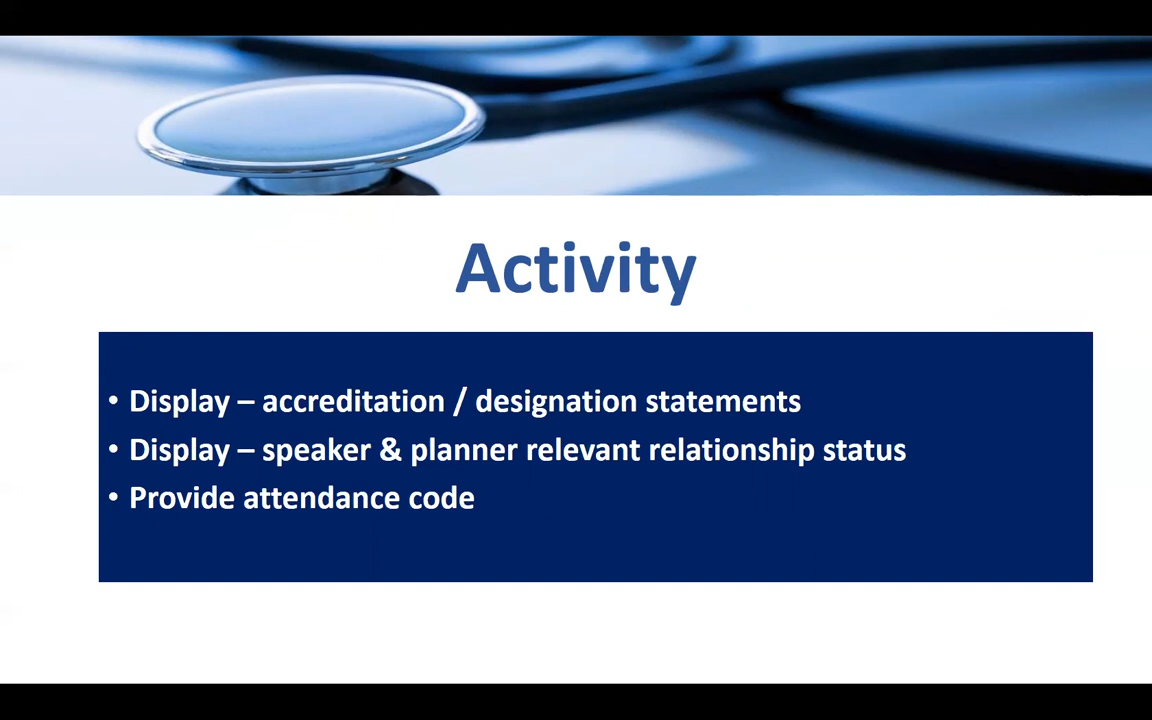 Activity
• Display – accreditation / designation statements
• Display – speaker & planner relevant relationship status
• Provide attendance code